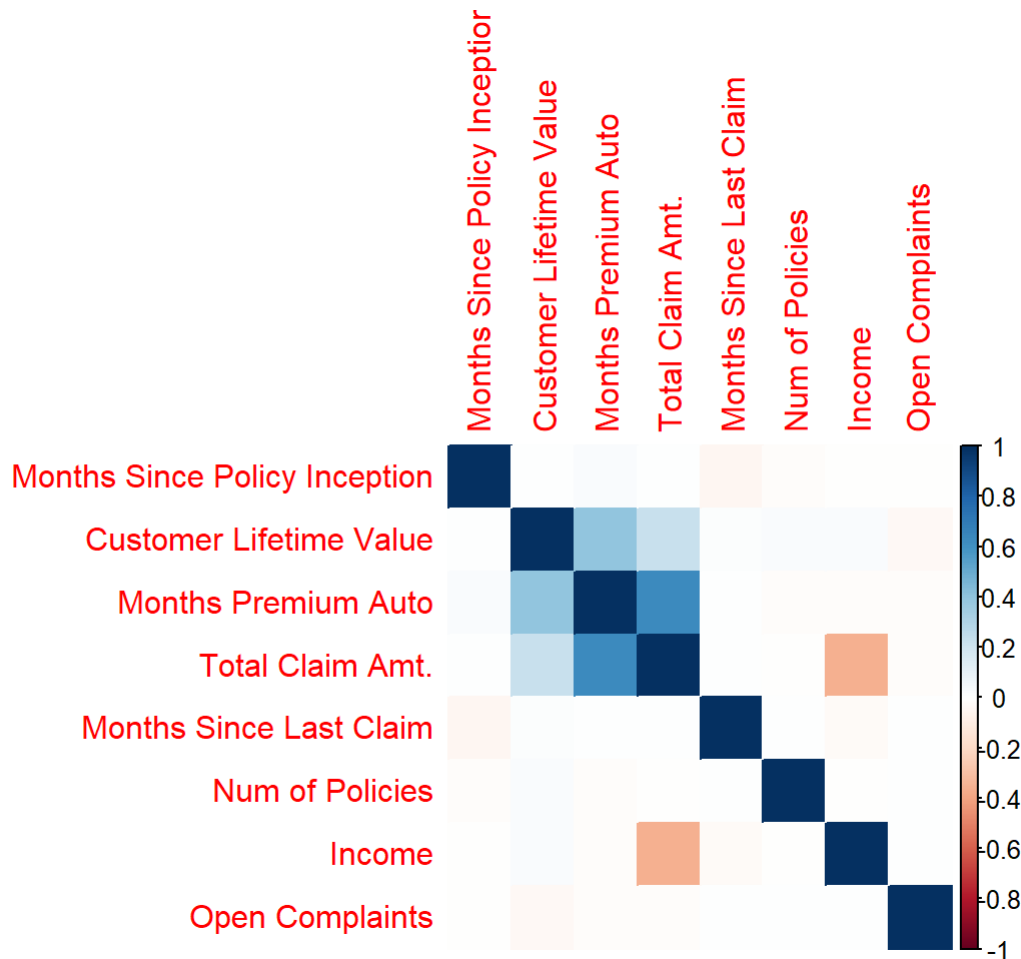 Months Since Policy Inception
Customer Lifetime Value
Months Premium Auto
Total Claim Amt.
Months Since Last Claim
Num of Policies
Income
Open Complaints
Months Since Policy Inception
Customer Lifetime Value
Months Premium Auto
Total Claim Amt.
Months Since Last Claim
Num of Policies
Income
Open Complaints
1
0.8
0.6
0.4
0.2
0
-0.2
-0.4
-0.6
-0.8
-1